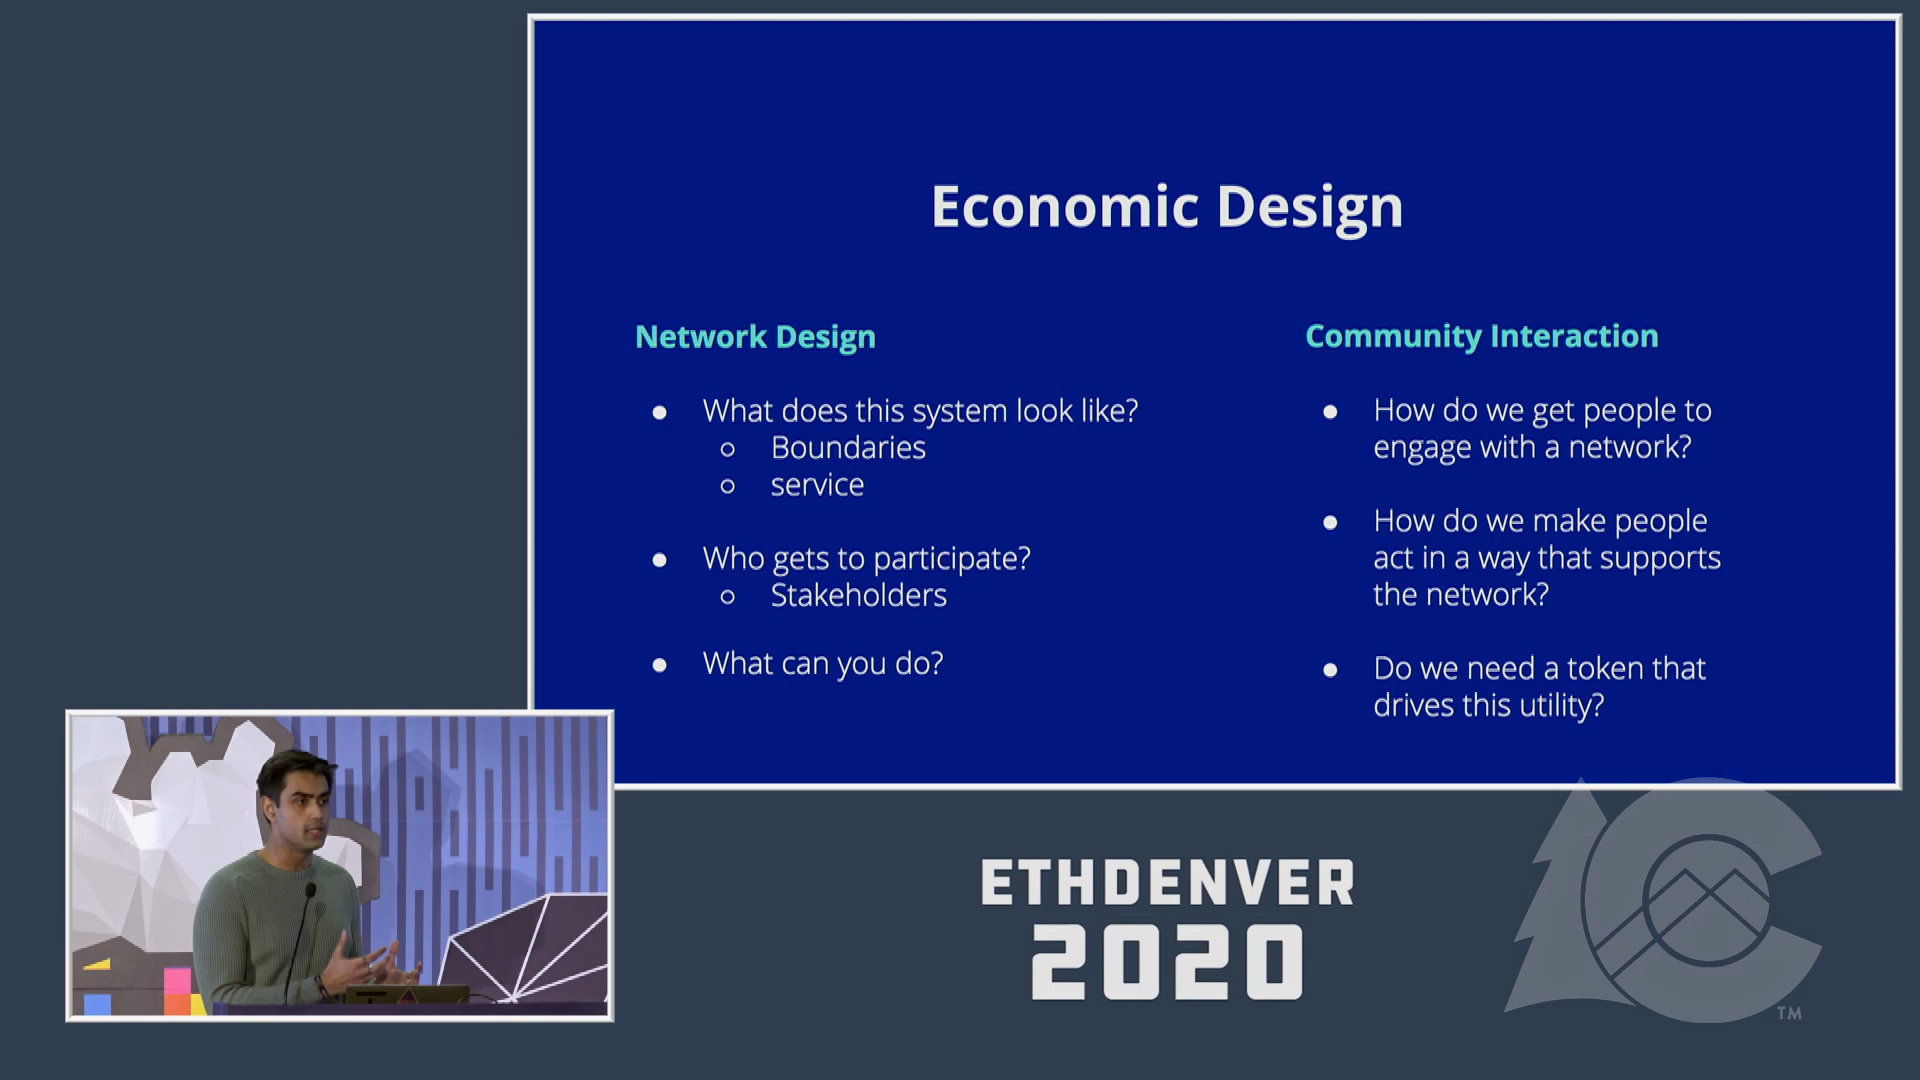 Economic Design
Network Design
● What does this system look like?
○ Boundaries
○ service
● Who gets to participate?
○ Stakeholders
● What can you do?
Community Interaction
● How do we get people to
engage with a network?
● How do we make people
act in a way that supports
the network?
● Do we need a token that
drives this utility?
ETHDENVER
2020
TM